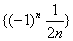 {(-1)^n 1/2n}